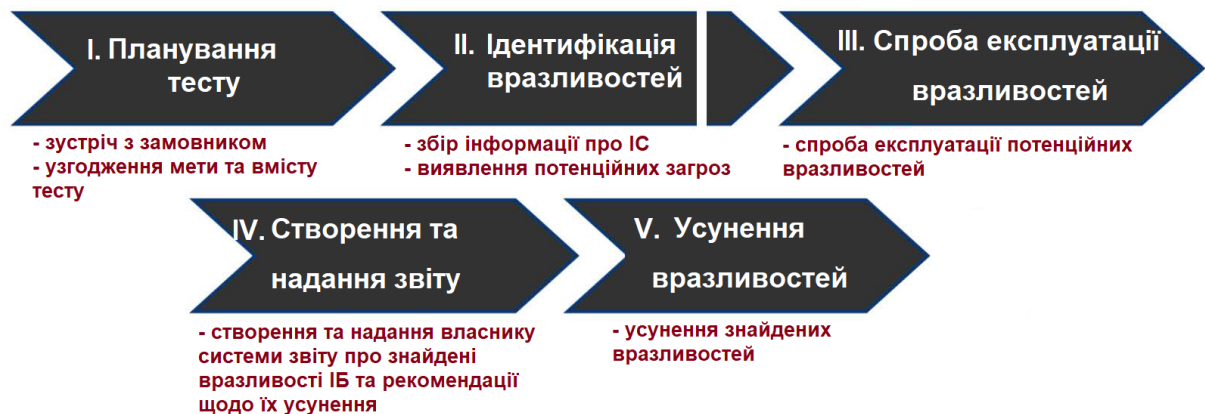 I. Планування
тесту
- зустріч з замовником
- узгодження мети та вмісту
тесту
II. Ідентифікація
вразливостей
- збір інформації про ІС
- виявлення потенційних загроз
III. Спроба експлуатації
вразливостей
- спроба експлуатації потенційних
вразливостей
IV. Створення та
надання звіту
- створення та надання власнику
системи звіту про знайдені
вразливості ІБ та рекомендації
щодо їх усунення
V. Усунення
вразливостей
- усунення знайдених
вразливостей